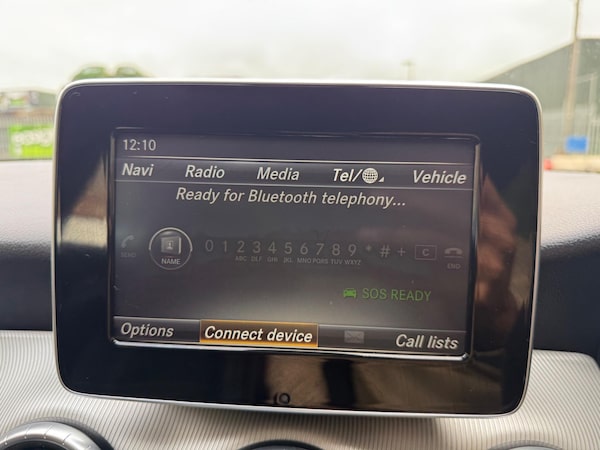 12:10
Navi Radio Media Tel/ Vehicle
Ready for Bluetooth telephony...
0 1 2 3 4 5 6 7 8 9 * # + C
SEND NAME ABC DEF GHI JKL MNO PQRS TUV WXYZ END
SOS READY
Options Connect device Call lists